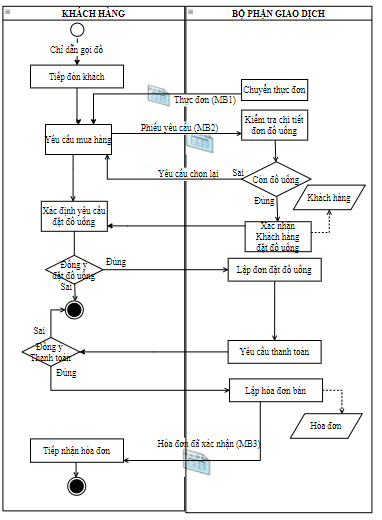 KHÁCH HÀNG
BỘ PHẬN GIAO DỊCH
Chỉ dẫn gọi đồ
Tiếp đón khách
Chuyển thực đơn
Thực đơn (MB1)
Phiếu yêu cầu (MB2)
Kiểm tra chi tiết
đơn đồ uống
Yêu cầu mua hàng
Sai
Yêu cầu chọn lại
Còn đồ uống
Đúng
Khách hàng
Xác định yêu cầu
đặt đồ uống
Xác nhận
Khách hàng
đặt đồ uống
Đồng ý
đặt đồ uống
Đúng
Lập đơn đặt đồ uống
Sai
Sai
Đồng ý
Thanh toán
Yêu cầu thanh toán
Đúng
Lập hóa đơn bán
Hóa đơn
Hóa đơn đã xác nhận (MB3)
Tiếp nhận hóa đơn